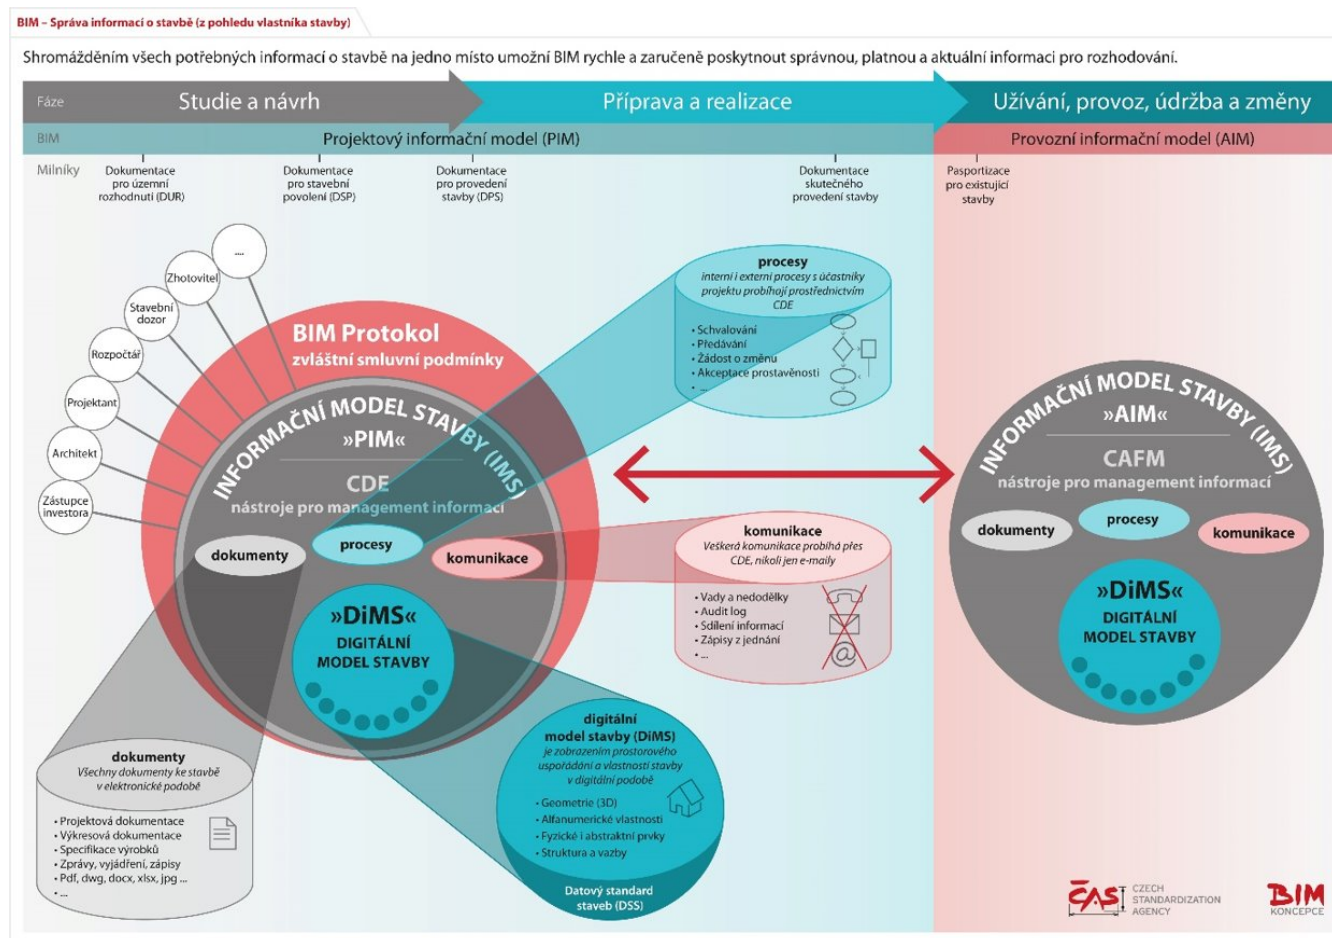 BIM – Správa informací o stavbě (z pohledu vlastníka stavby)
Shromážděním všech potřebných informací o stavbě na jedno místo umožní BIM rychle a zaručeně poskytnout správnou, platnou a aktuální informaci pro rozhodování.
Fáze
Studie a návrh
Příprava a realizace
Užívání, provoz, údržba a změny
BIM
Projektový informační model (PIM)
Provozní informační model (AIM)
Milníky
Dokumentace
pro územní
rozhodnutí (DUR)
Dokumentace
pro stavební
povolení (DSP)
Dokumentace
pro provedení
stavby (DPS)
Dokumentace
skutečného
provedení stavby
Pasportizace
pro existující
stavby
....
Zhotovitel
Stavební
dozor
Rozpočtář
Projektant
Architekt
Zástupce
investora
BIM Protokol
zvláštní smluvní podmínky
INFORMAČNÍ MODEL STAVBY (IMS)
»PIM«
CDE
nástroje pro management informací
dokumenty
procesy
komunikace
»DiMS«
DIGITÁLNÍ
MODEL STAVBY
procesy
interní i externí procesy s účastníky
projektu probíhojí prostřednictvím
CDE
• Schvalování
• Předávání
• Žádost o změnu
• Akceptace prostavěnosti
• ...
komunikace
Veškerá komunikace probíhá přes
CDE, nikoli jen e-maily
• Vady a nedodělky
• Audit log
• Sdílení informací
• Zápisy z jednání
• ...
@
INFORMAČNÍ MODEL STAVBY (IMS)
»AIM«
CAFM
nástroje pro management informací
dokumenty
procesy
komunikace
»DiMS«
DIGITÁLNÍ
MODEL STAVBY
dokumenty
Všechny dokumenty ke stavbě
v elektronické podobě
• Projektová dokumentace
• Výkresová dokumentace
• Specifikace výrobků
• Zprávy, vyjádření, zápisy
• Pdf, dwg, docx, xlsx, jpg ...
• ...
digitální
model stavby (DiMS)
je zobrazením prostorového
uspořádání a vlastností stavby
v digitální podobě
• Geometrie (3D)
• Alfanumerické vlastnosti
• Fyzické i abstraktní prvky
• Struktura a vazby
Datový standard
staveb (DSS)
ČAS
CZECH
STANDARDIZATION
AGENCY
BIM
KONCEPCE